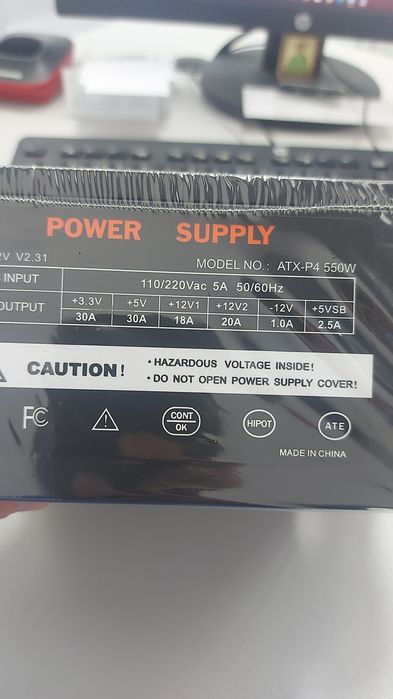 POWER SUPPLY
V V2.31
MODEL NO.: ATX-P4 550W
INPUT 110/220Vac 5A 50/60Hz
OUTPUT +3.3V +5V +12V1 +12V2 -12V +5VSB
30A 30A 18A 20A 1.0A 2.5A
CAUTION!
•HAZARDOUS VOLTAGE INSIDE!
•DO NOT OPEN POWER SUPPLY COVER!
FC
CONT
OK
HIPOT
ATE
MADE IN CHINA